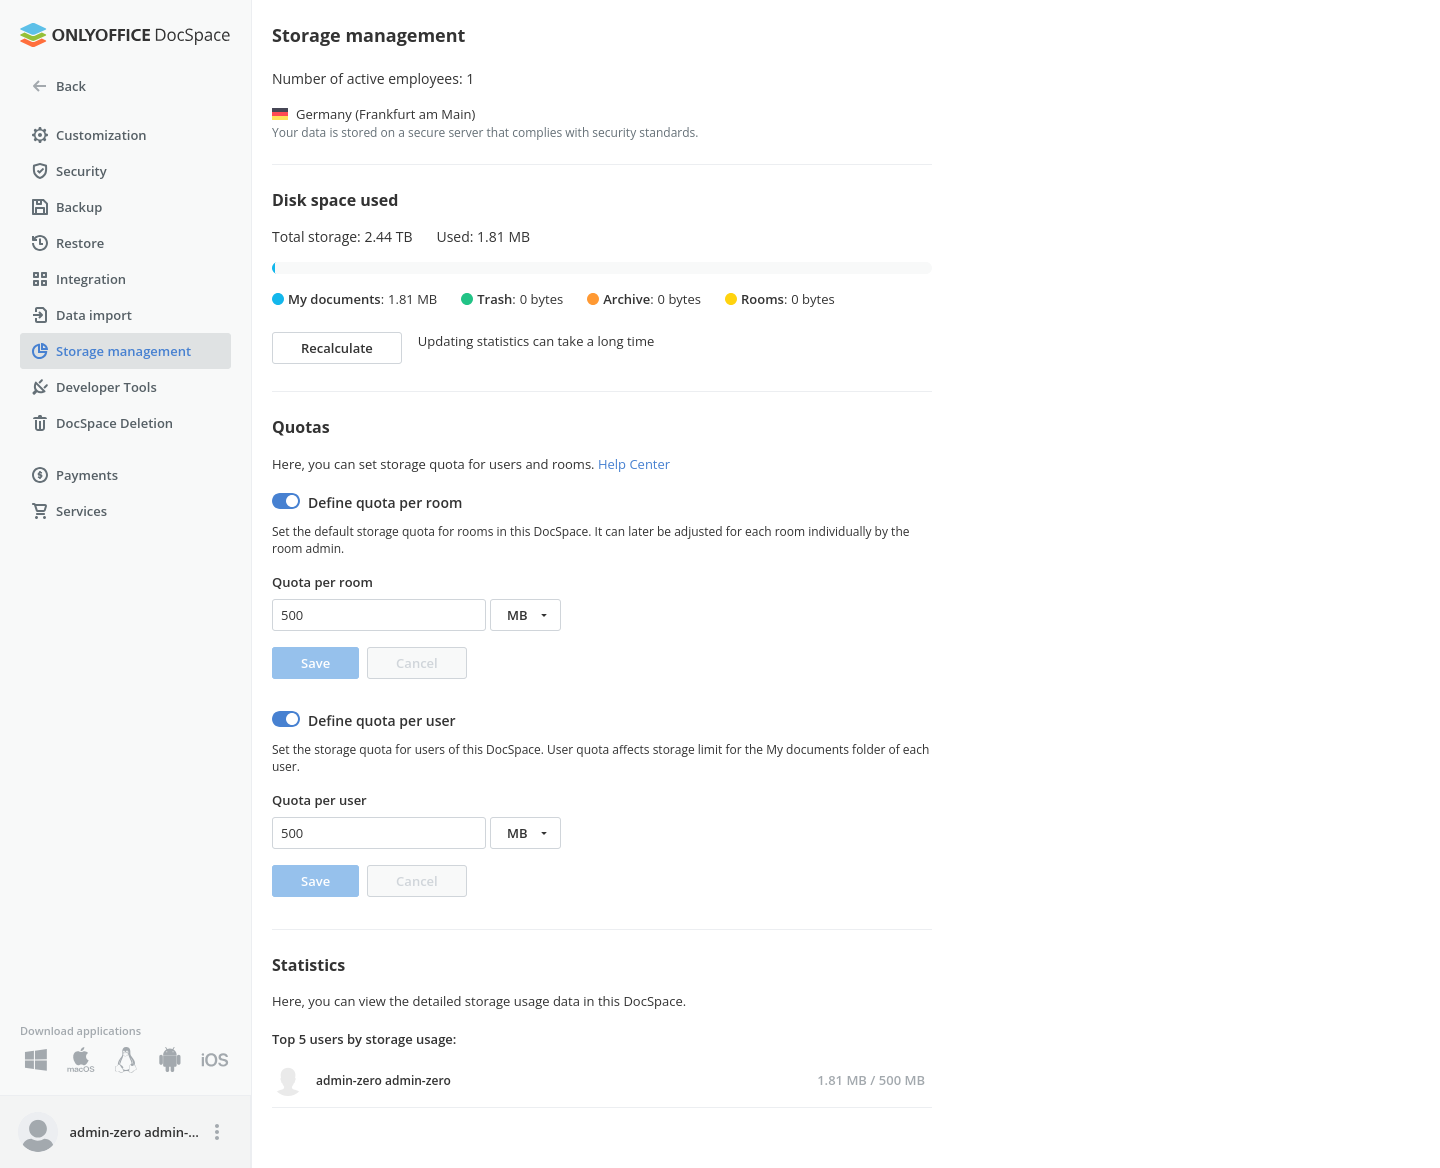 ONLYOFFICE DocSpace
Back
Customization
Security
Backup
Restore
Integration
Data import
Storage management
Developer Tools
DocSpace Deletion
Payments
Services
Download applications
macOS
iOS
admin-zero admin-...
Storage management
Number of active employees: 1
Germany (Frankfurt am Main)
Your data is stored on a secure server that complies with security standards.
Disk space used
Total storage: 2.44 TB Used: 1.81 MB
My documents: 1.81 MB Trash: 0 bytes Archive: 0 bytes Rooms: 0 bytes
Recalculate Updating statistics can take a long time
Quotas
Here, you can set storage quota for users and rooms. Help Center
Define quota per room
Set the default storage quota for rooms in this DocSpace. It can later be adjusted for each room individually by the
room admin.
Quota per room
500 MB
Save Cancel
Define quota per user
Set the storage quota for users of this DocSpace. User quota affects storage limit for the My documents folder of each
user.
Quota per user
500 MB
Save Cancel
Statistics
Here, you can view the detailed storage usage data in this DocSpace.
Top 5 users by storage usage:
admin-zero admin-zero 1.81 MB / 500 MB